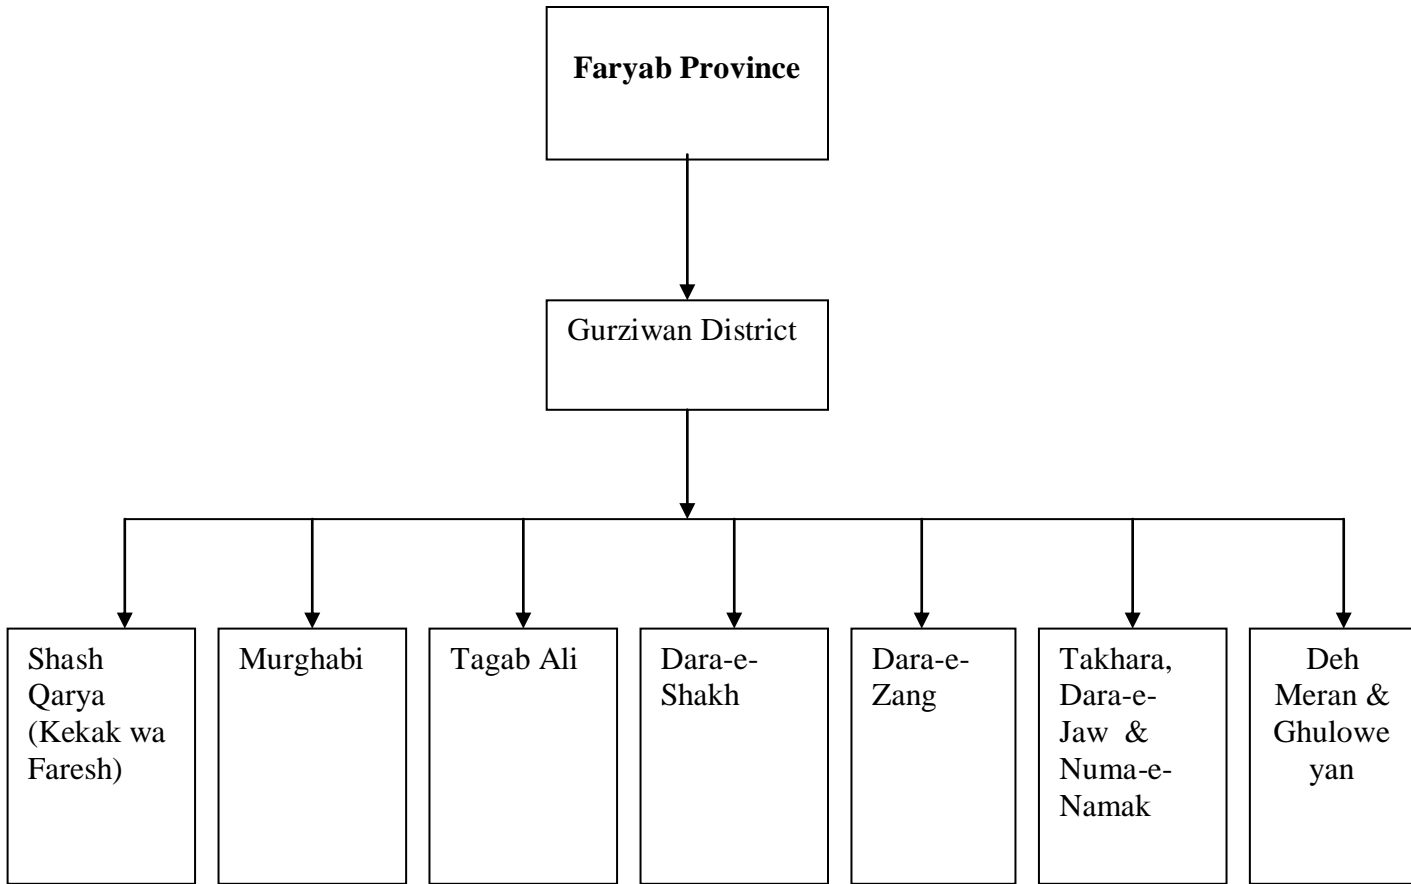 Faryab Province
Gurziwan District
Shash
Qarya
(Kekak wa
Faresh)
Murghabi
Tagab Ali
Dara-e-
Shakh
Dara-e-
Zang
Takhara,
Dara-e-
Jaw &
Numa-e-
Namak
Deh
Meran &
Ghulowe
yan